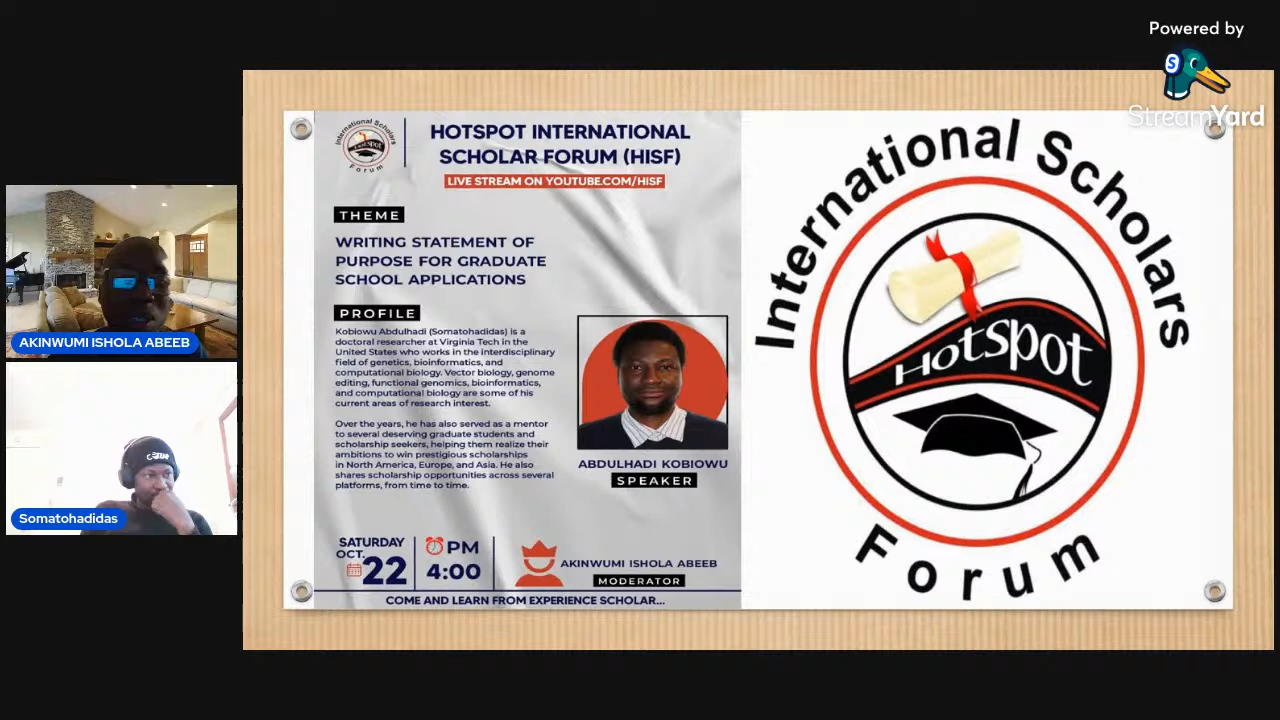 Powered by
StreamYard
AKINWUMI ISHOLA ABEEB
Somatohadidas
International Scholars
HOTSPOT
Forum
HOTSPOT INTERNATIONAL
SCHOLAR FORUM (HISF)
LIVE STREAM ON YOUTUBE.COM/HISF
THEME
WRITING STATEMENT OF
PURPOSE FOR GRADUATE
SCHOOL APPLICATIONS
PROFILE
Kobiowu Abdulhadi (Somatohadidas) is a
doctoral researcher at Virginia Tech in the
United States who works in the interdisciplinary
field of genetics, bioinformatics, and
computational biology. Vector biology, genome
editing, functional genomics, bioinformatics,
and computational biology are some of his
current areas of research interest.
Over the years, he has also served as a mentor
to several deserving graduate students and
scholarship seekers, helping them realize their
ambitions to win prestigious scholarships
in North America, Europe, and Asia. He also
shares scholarship opportunities across several
platforms, from time to time.
ABDULHADI KOBIOWU
SPEAKER
SATURDAY
OCT.
22
PM
4:00
AKINWUMI ISHOLA ABEEB
MODERATOR
COME AND LEARN FROM EXPERIENCE SCHOLAR...
International Scholars
HOTSPOT
Forum